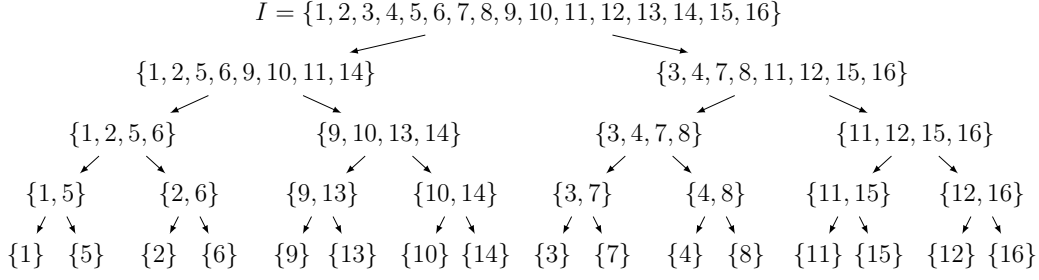 I = {1, 2, 3, 4, 5, 6, 7, 8, 9, 10, 11, 12, 13, 14, 15, 16}
{1, 2, 5, 6, 9, 10, 11, 14} {3, 4, 7, 8, 11, 12, 15, 16}
{1, 2, 5, 6} {9, 10, 13, 14} {3, 4, 7, 8} {11, 12, 15, 16}
{1, 5} {2, 6} {9, 13} {10, 14} {3, 7} {4, 8} {11, 15} {12, 16}
{1} {5} {2} {6} {9} {13} {10} {14} {3} {7} {4} {8} {11} {15} {12} {16}